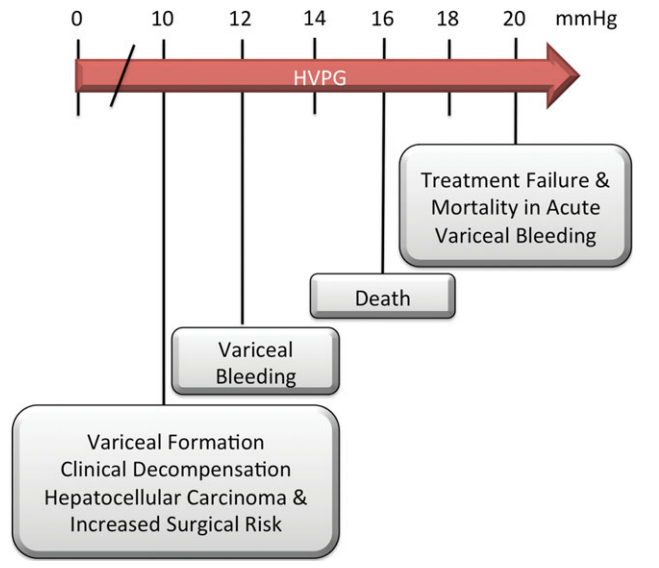 0 10 12 14 16 18 20 mmHg
HVPG
Treatment Failure &
Mortality in Acute
Variceal Bleeding
Death
Variceal
Bleeding
Variceal Formation
Clinical Decompensation
Hepatocellular Carcinoma &
Increased Surgical Risk